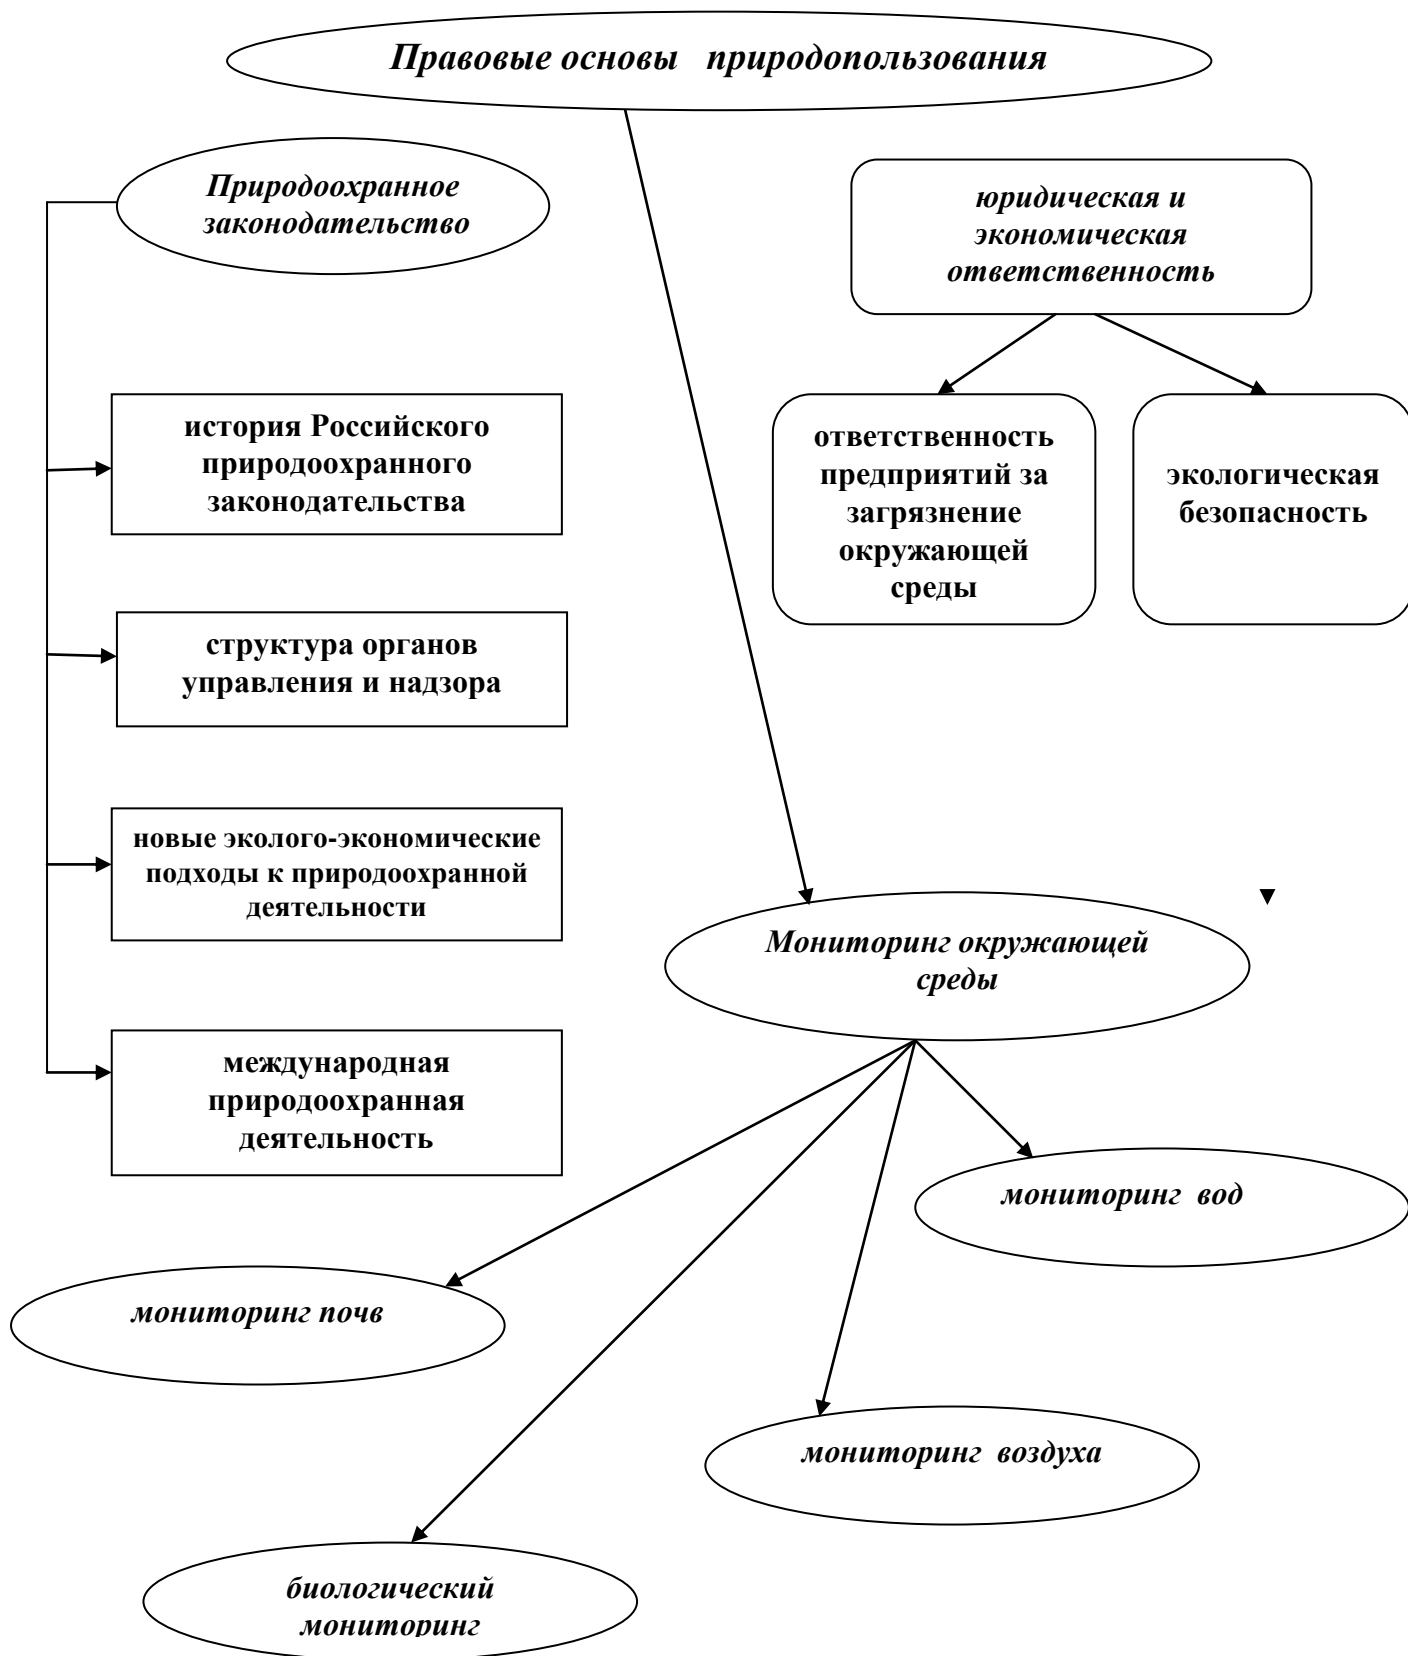 Правовые основы природопользования
Природоохранное
законодательство
юридическая и
экономическая
ответственность
история Российского
природоохранного
законодательства
ответственность
предприятий за
загрязнение
окружающей
среды
экологическая
безопасность
структура органов
управления и надзора
новые эколого-экономические
подходы к природоохранной
деятельности
Мониторинг окружающей
среды
международная
природоохранная
деятельность
мониторинг вод
мониторинг почв
мониторинг воздуха
биологический
мониторинг